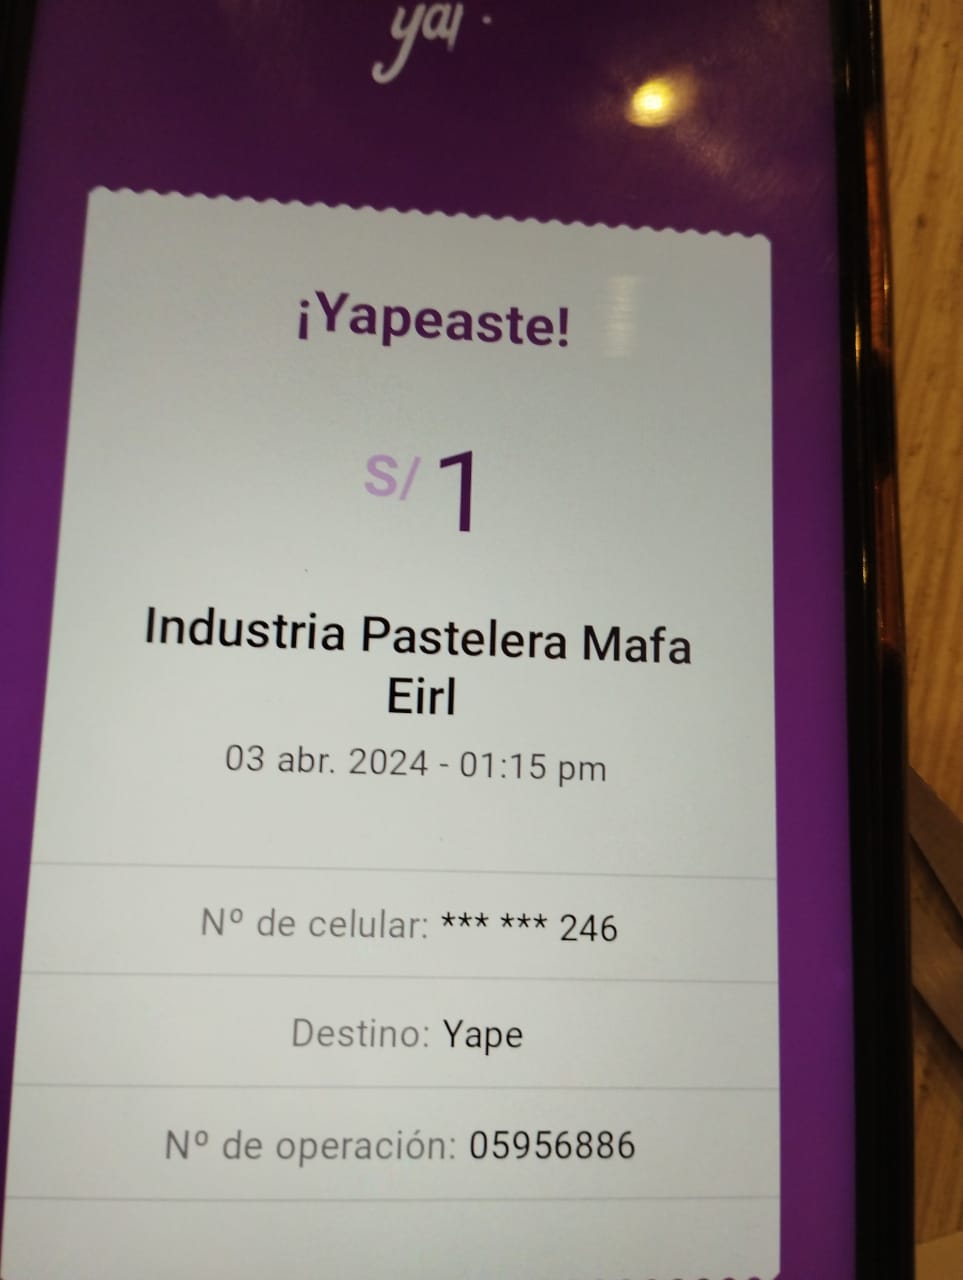 ¡Yapeaste!
S/ 1
Industria Pastelera Mafa
Eirl
03 abr. 2024 - 01:15 pm
Nº de celular: *** *** 246
Destino: Yape
Nº de operación: 05956886